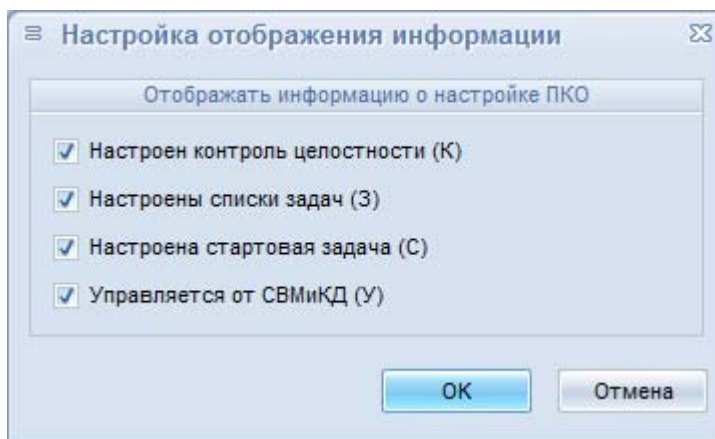 Настройка отображения информации
Отображать информацию о настройке ПКО
Настроен контроль целостности (К)
Настроены списки задач (З)
Настроена стартовая задача (С)
Управляется от СВМиКД (У)
ОК
Отмена